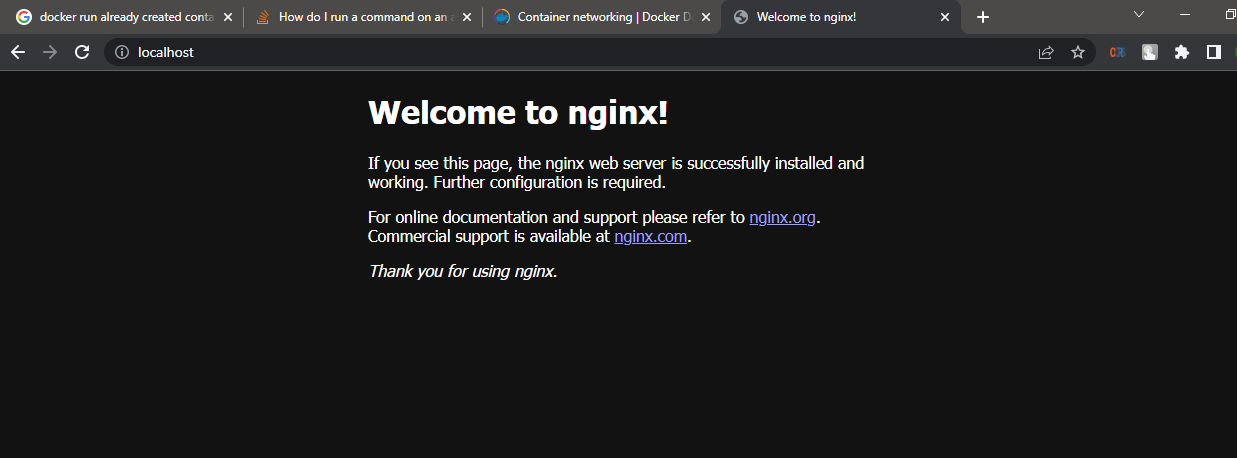 docker run already created conta
How do I run a command on an a
Container networking | Docker D
Welcome to nginx!
localhost
Welcome to nginx!
If you see this page, the nginx web server is successfully installed and
working. Further configuration is required.
For online documentation and support please refer to nginx.org.
Commercial support is available at nginx.com.
Thank you for using nginx.